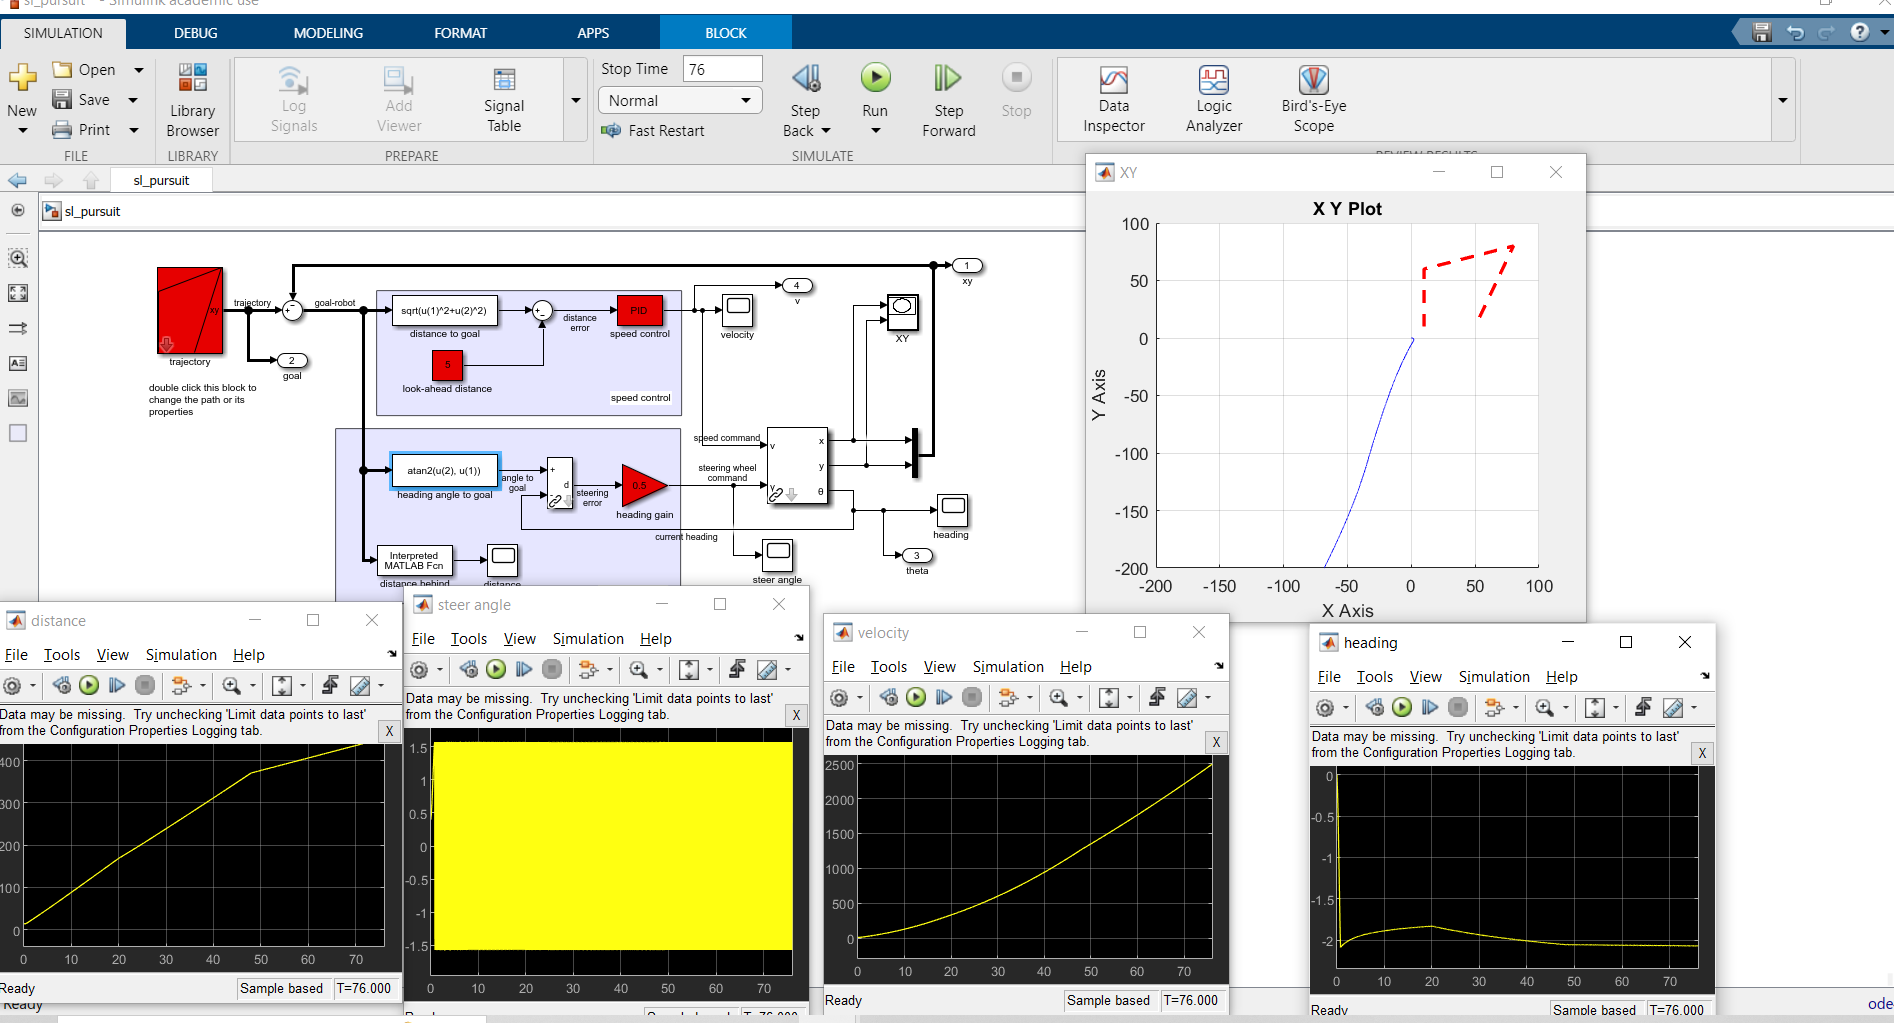 sl_pursuit * - Simulink academic use
SIMULATION DEBUG MODELING FORMAT APPS BLOCK
New
Open
Save
Print
FILE
Library
Browser
LIBRARY
Log
Signals
Add
Viewer
Signal
Table
PREPARE
Stop Time 76
Normal
Fast Restart
Step
Back
Run
Step
Forward
Stop
SIMULATE
Data
Inspector
Logic
Analyzer
Bird's-Eye
Scope
REVIEW RESULTS
sl_pursuit
sl_pursuit
xy
trajectory
double click this block to
change the path or its
properties
trajectory
2
goal
goal-robot
sqrt(u(1)^2+u(2)^2)
distance to goal
5
look-ahead distance
distance
error
PID
speed control
speed control
velocity
4
v
1
xy
XY
atan2(u(2), u(1))
heading angle to goal
angle to
goal
+
-
d
steering
error
0.5
heading gain
speed command
steering wheel
command
v
γ
x
y
θ
current heading
heading
3
theta
steer angle
Interpreted
MATLAB Fcn
distance behind
distance
XY
X Y Plot
100
50
0
-50
-100
-150
-200
-200 -150 -100 -50 0 50 100
X Axis
Y Axis
distance
File Tools View Simulation Help
Data may be missing. Try unchecking 'Limit data points to last'
from the Configuration Properties Logging tab.
X
400
300
200
100
0
0 10 20 30 40 50 60 70
Ready
Sample based T=76.000
Ready
steer angle
File Tools View Simulation Help
Data may be missing. Try unchecking 'Limit data points to last'
from the Configuration Properties Logging tab.
X
1.5
1
0.5
0
-0.5
-1
-1.5
0 10 20 30 40 50 60 70
Ready
Sample based T=76.000
velocity
File Tools View Simulation Help
Data may be missing. Try unchecking 'Limit data points to last'
from the Configuration Properties Logging tab.
X
2500
2000
1500
1000
500
0
0 10 20 30 40 50 60 70
Ready
Sample based T=76.000
heading
File Tools View Simulation Help
Data may be missing. Try unchecking 'Limit data points to last'
from the Configuration Properties Logging tab.
X
0
-0.5
-1
-1.5
-2
0 10 20 30 40 50 60 70
Ready
Sample based T=76.000
ode